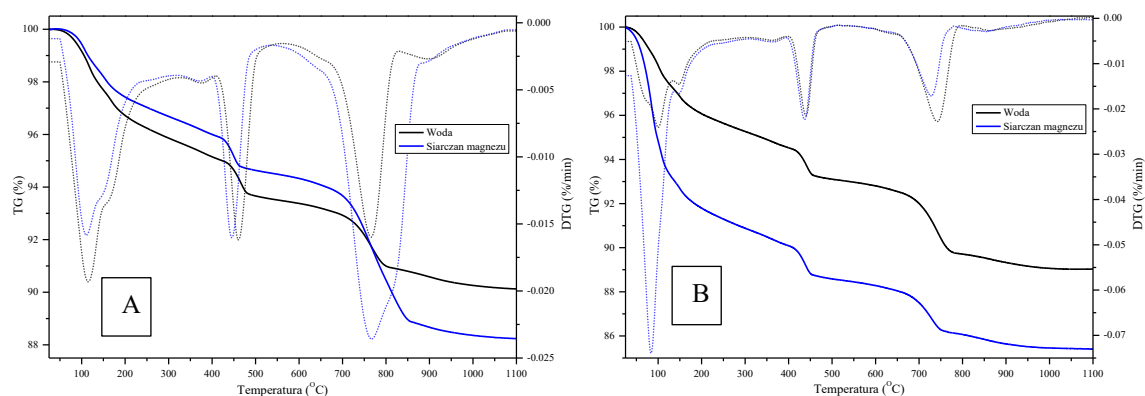 100
98
96
94
92
90
88
TG (%)
0.000
-0.005
-0.010
-0.015
-0.020
-0.025
DTG (%/min)
Woda
Siarczan magnezu
A
100 200 300 400 500 600 700 800 900 1000 1100
Temperatura (°C)
100
98
96
94
92
90
88
86
TG (%)
0.00
-0.01
-0.02
-0.03
-0.04
-0.05
-0.06
-0.07
DTG (%/min)
Woda
Siarczan magnezu
B
100 200 300 400 500 600 700 800 900 1000 1100
Temperatura (°C)